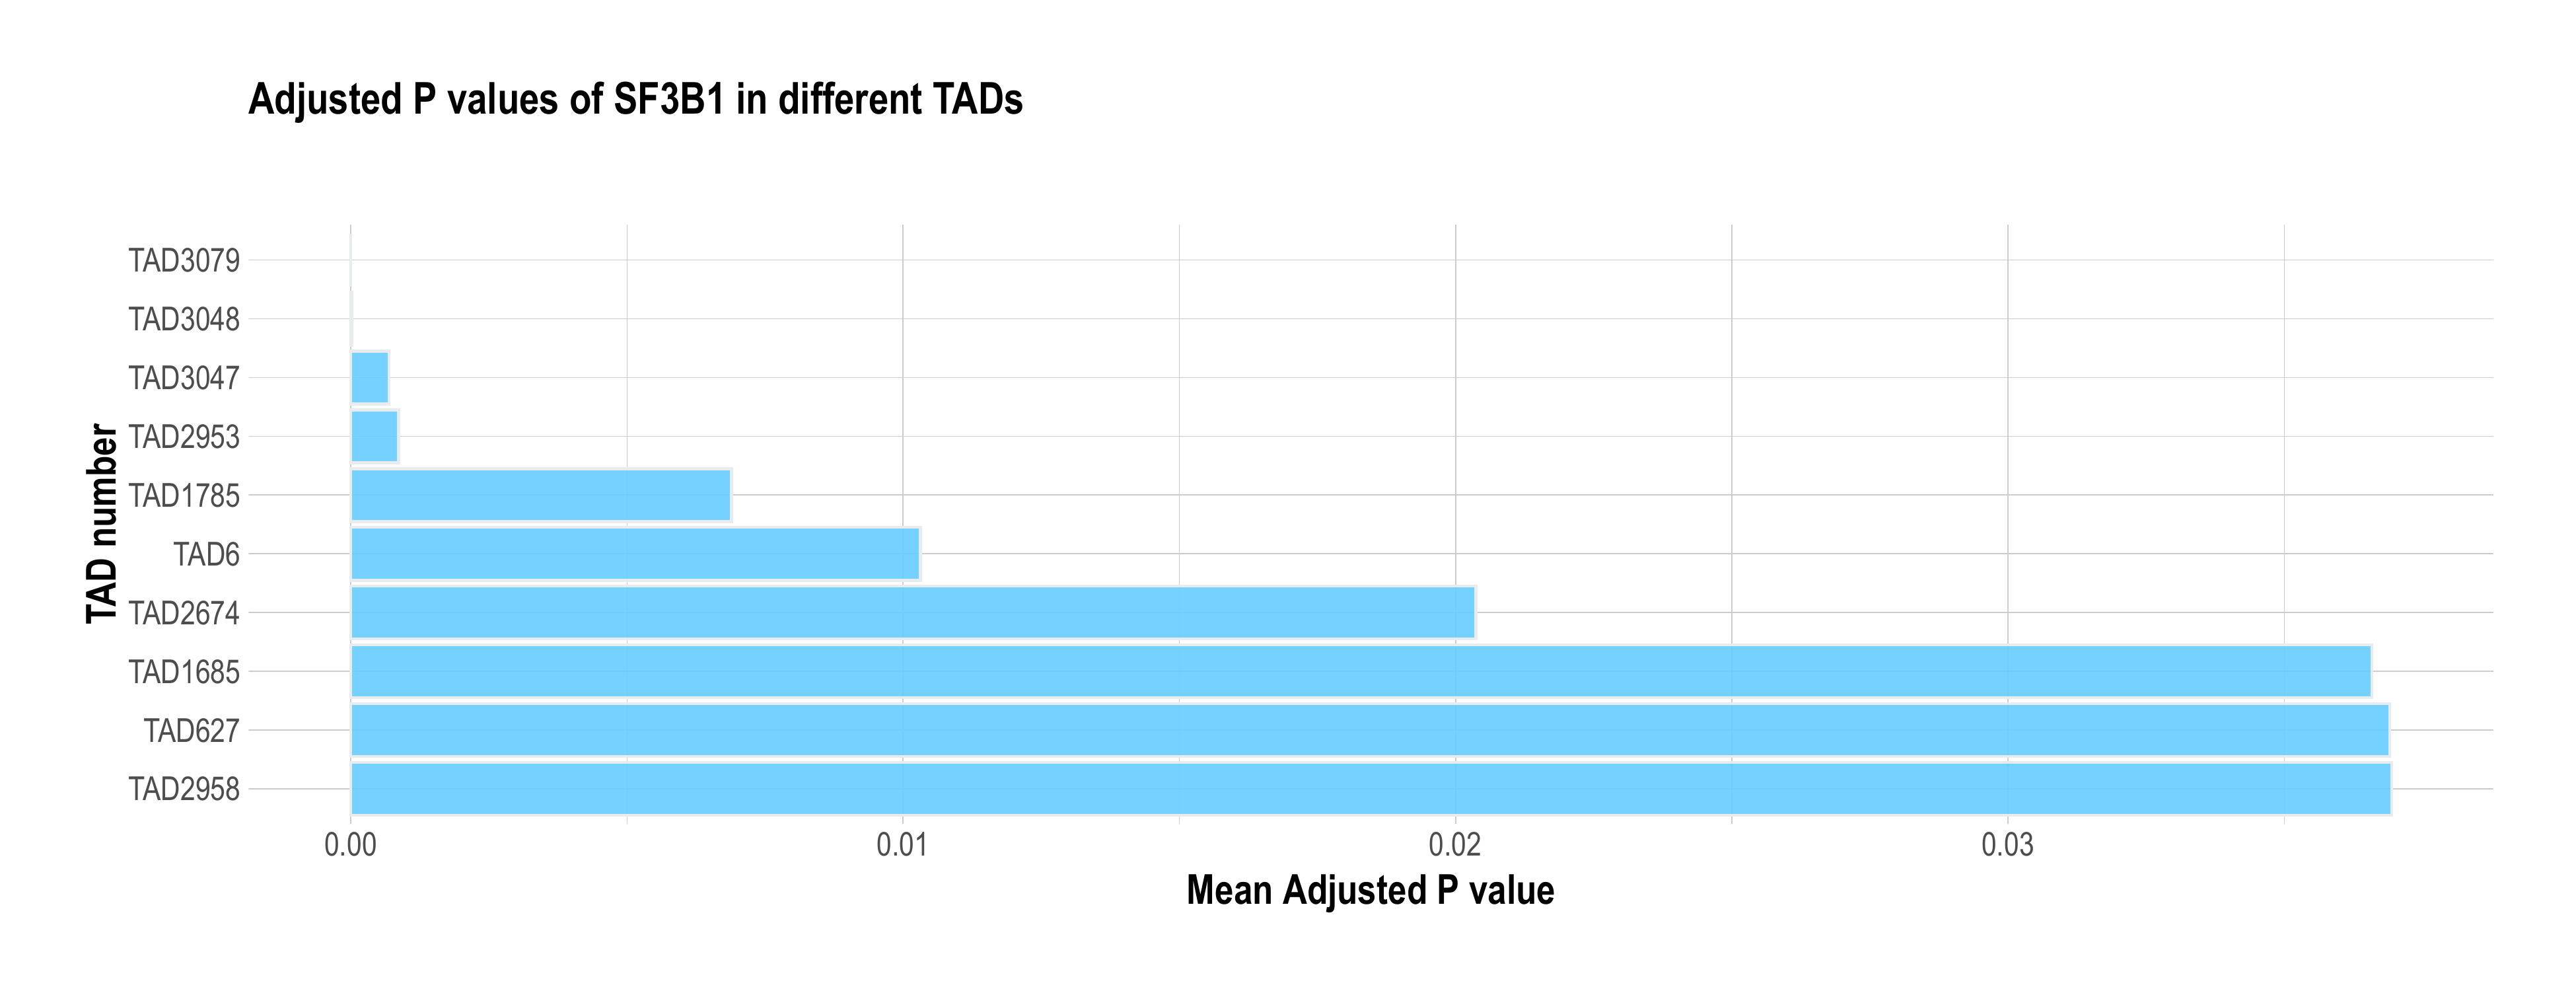 Adjusted P values of SF3B1 in different TADs
TAD number
TAD3079
TAD3048
TAD3047
TAD2953
TAD1785
TAD6
TAD2674
TAD1685
TAD627
TAD2958
0.00 0.01 0.02 0.03
Mean Adjusted P value